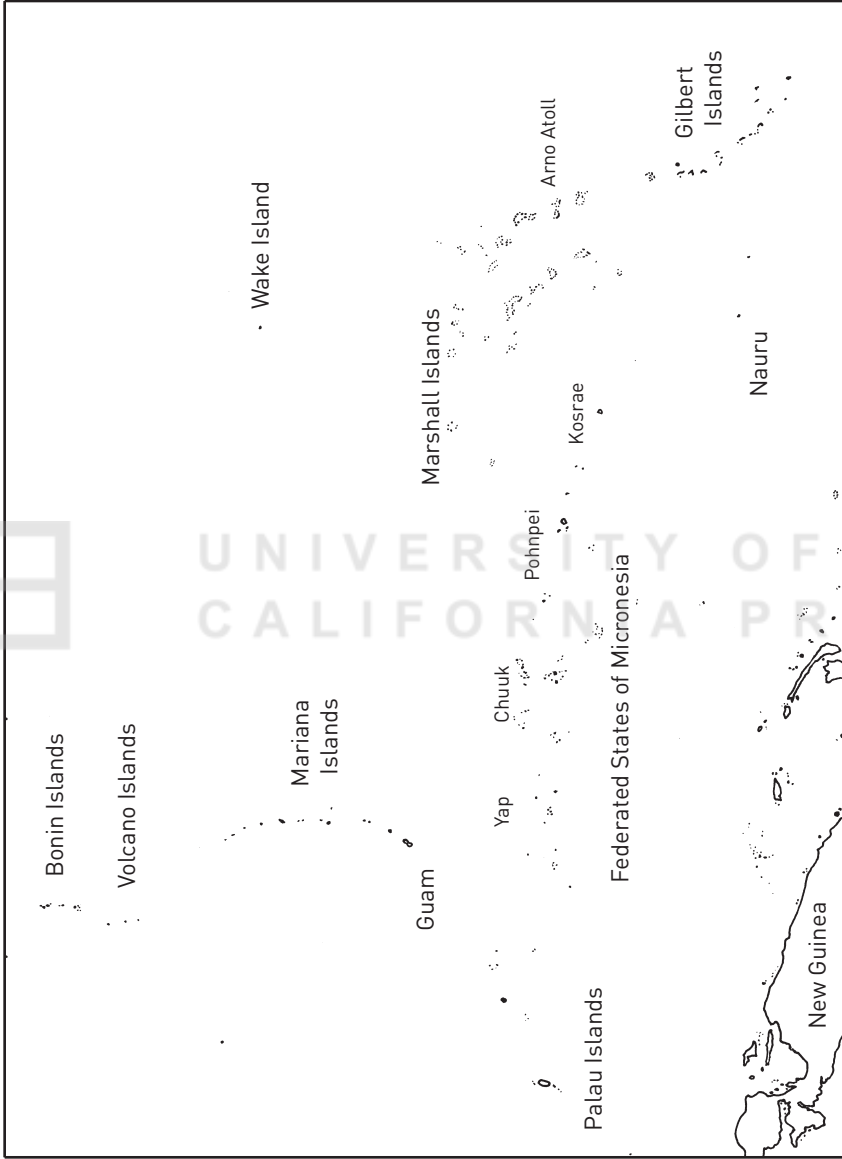 Bonin Islands
Volcano Islands
Mariana
Islands
Guam
Wake Island
Marshall Islands
Arno Atoll
Gilbert
Islands
Nauru
Kosrae
Pohnpei
Chuuk
Yap
Federated States of Micronesia
Palau Islands
New Guinea
UNIVERSITY OF
CALIFORNIA PR